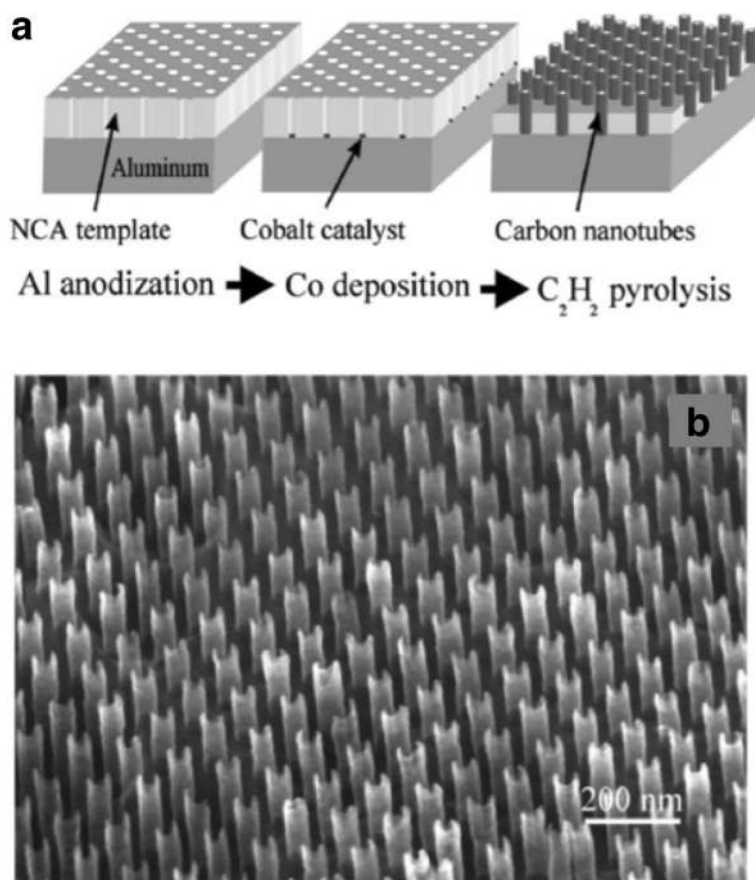 a
Aluminum
NCA template
Cobalt catalyst
Carbon nanotubes
Al anodization
Co deposition
C₂H₂ pyrolysis
b
200 nm